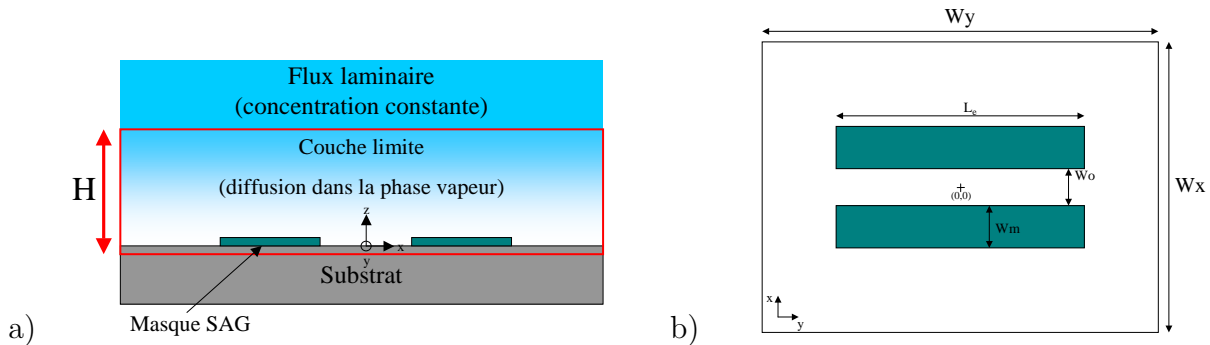 Flux laminaire
(concentration constante)
Couche limite
H
(diffusion dans la phase vapeur)
z
x
y
Substrat
Masque SAG
a)
Wy
Le
Wo
(0,0)
Wx
Wm
x
y
b)